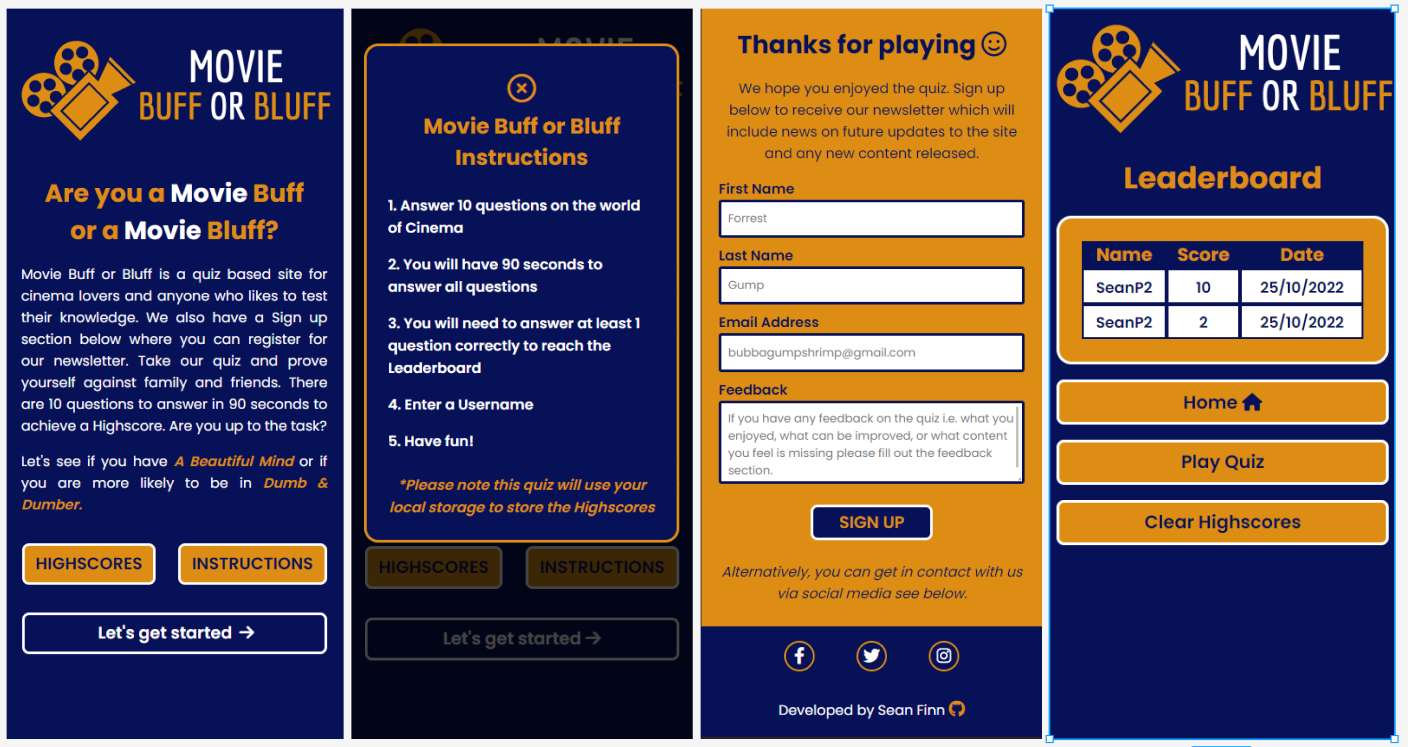 MOVIE
BUFF OR BLUFF
Are you a Movie Buff
or a Movie Bluff?
Movie Buff or Bluff is a quiz based site for
cinema lovers and anyone who likes to test
their knowledge. We also have a Sign up
section below where you can register for
our newsletter. Take our quiz and prove
yourself against family and friends. There
are 10 questions to answer in 90 seconds to
achieve a Highscore. Are you up to the task?
Let's see if you have A Beautiful Mind or if
you are more likely to be in Dumb &
Dumber.
HIGHSCORES
INSTRUCTIONS
Let's get started
MOVIE
Movie Buff or Bluff
Instructions
1. Answer 10 questions on the world
of Cinema
2. You will have 90 seconds to
answer all questions
3. You will need to answer at least 1
question correctly to reach the
Leaderboard
4. Enter a Username
5. Have fun!
*Please note this quiz will use your
local storage to store the Highscores
HIGHSCORES
INSTRUCTIONS
Let's get started
Thanks for playing
We hope you enjoyed the quiz. Sign up
below to receive our newsletter which will
include news on future updates to the site
and any new content released.
First Name
Forrest
Last Name
Gump
Email Address
bubbagumpshrimp@gmail.com
Feedback
If you have any feedback on the quiz i.e. what you
enjoyed, what can be improved, or what content
you feel is missing please fill out the feedback
section.
SIGN UP
Alternatively, you can get in contact with us
via social media see below.
Developed by Sean Finn
MOVIE
BUFF OR BLUFF
Leaderboard
Name Score Date
SeanP2 10 25/10/2022
SeanP2 2 25/10/2022
Home
Play Quiz
Clear Highscores